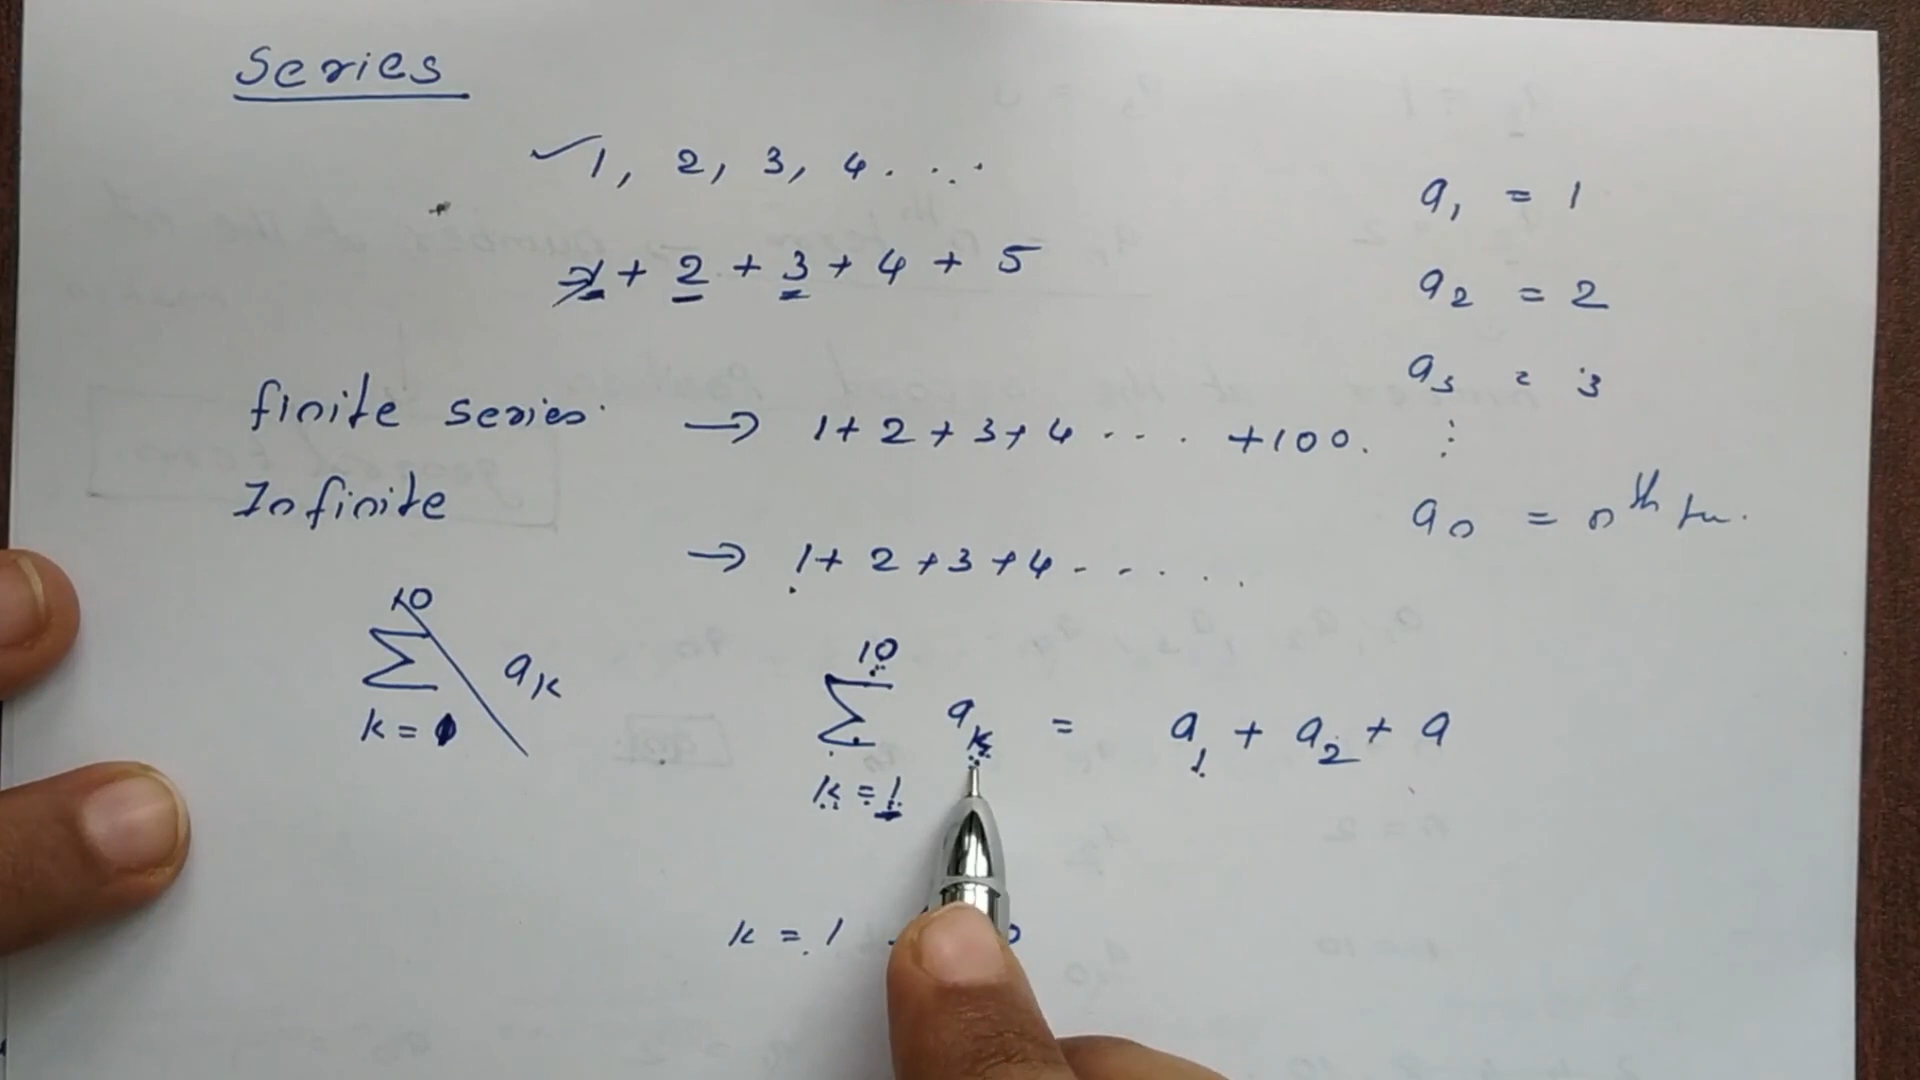 Series
1, 2, 3, 4. ...
1 + 2 + 3 + 4 + 5
finite series → 1+ 2 + 3 + 4 ... +100.
Infinite
→ 1+ 2 + 3 + 4 - - . . .
a1 = 1
a2 = 2
a3 = 3
⋮
an = nth
10
Σ ak
k=1
10
Σ ak = a1 + a2 + a
k=1
k = 1